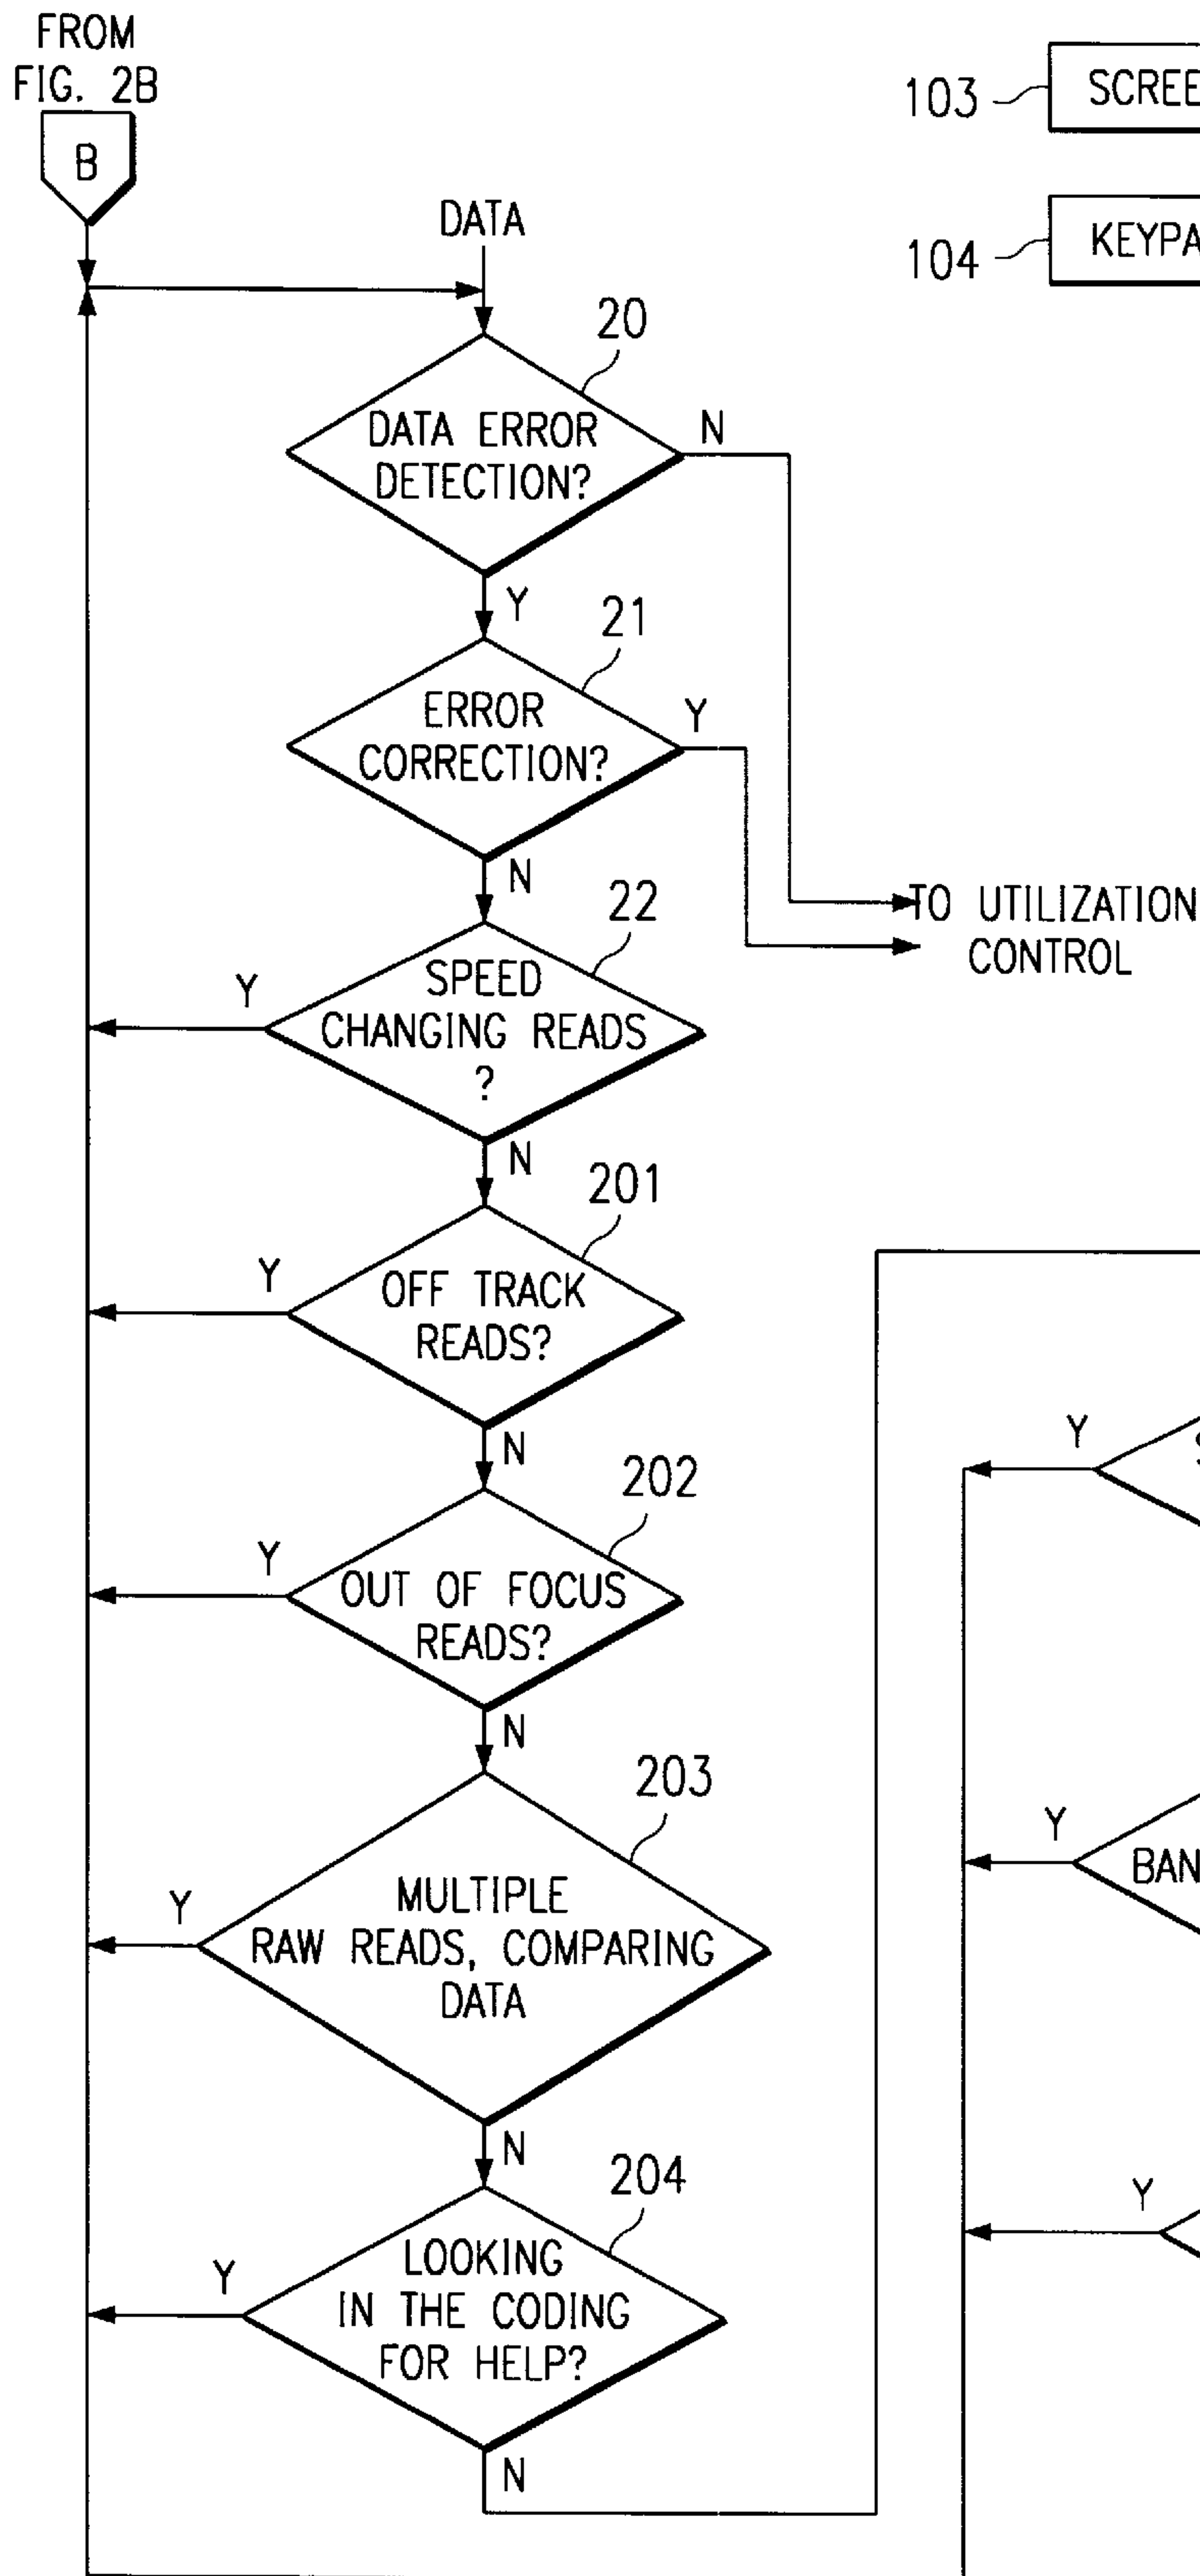 FROM
FIG. 2B
B
DATA
20
DATA ERROR
DETECTION?
N
Y
21
ERROR
CORRECTION?
Y
N
TO UTILIZATION
CONTROL
22
SPEED
CHANGING READS
?
Y
N
201
OFF TRACK
READS?
Y
N
202
OUT OF FOCUS
READS?
Y
N
203
MULTIPLE
RAW READS, COMPARING
DATA
Y
N
204
LOOKING
IN THE CODING
FOR HELP?
Y
N
103
SCREE
104
KEYPA
Y
Y
BAN
Y